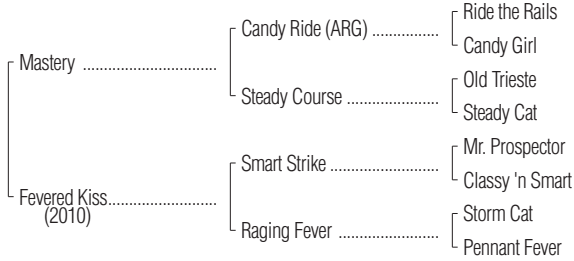 Ride the Rails
Candy Ride (ARG) ................
Candy Girl
Mastery ................................
Old Trieste
Steady Course ......................
Steady Cat
Mr. Prospector
Smart Strike ..........................
Classy 'n Smart
Fevered Kiss..........................
(2010)
Storm Cat
Raging Fever ........................
Pennant Fever